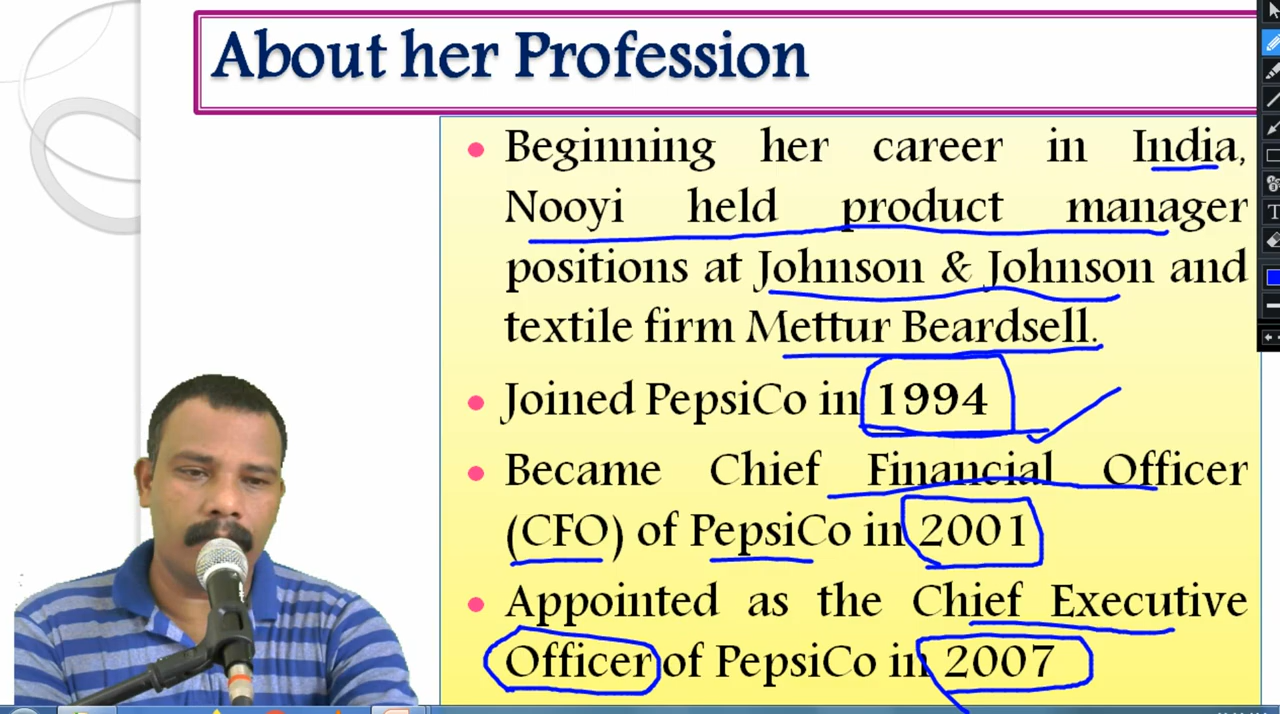 About her Profession
• Beginning her career in India,
Nooyi held product manager
positions at Johnson & Johnson and
textile firm Mettur Beardsell.
• Joined PepsiCo in 1994
• Became Chief Financial Officer
(CFO) of PepsiCo in 2001
• Appointed as the Chief Executive
Officer of PepsiCo in 2007